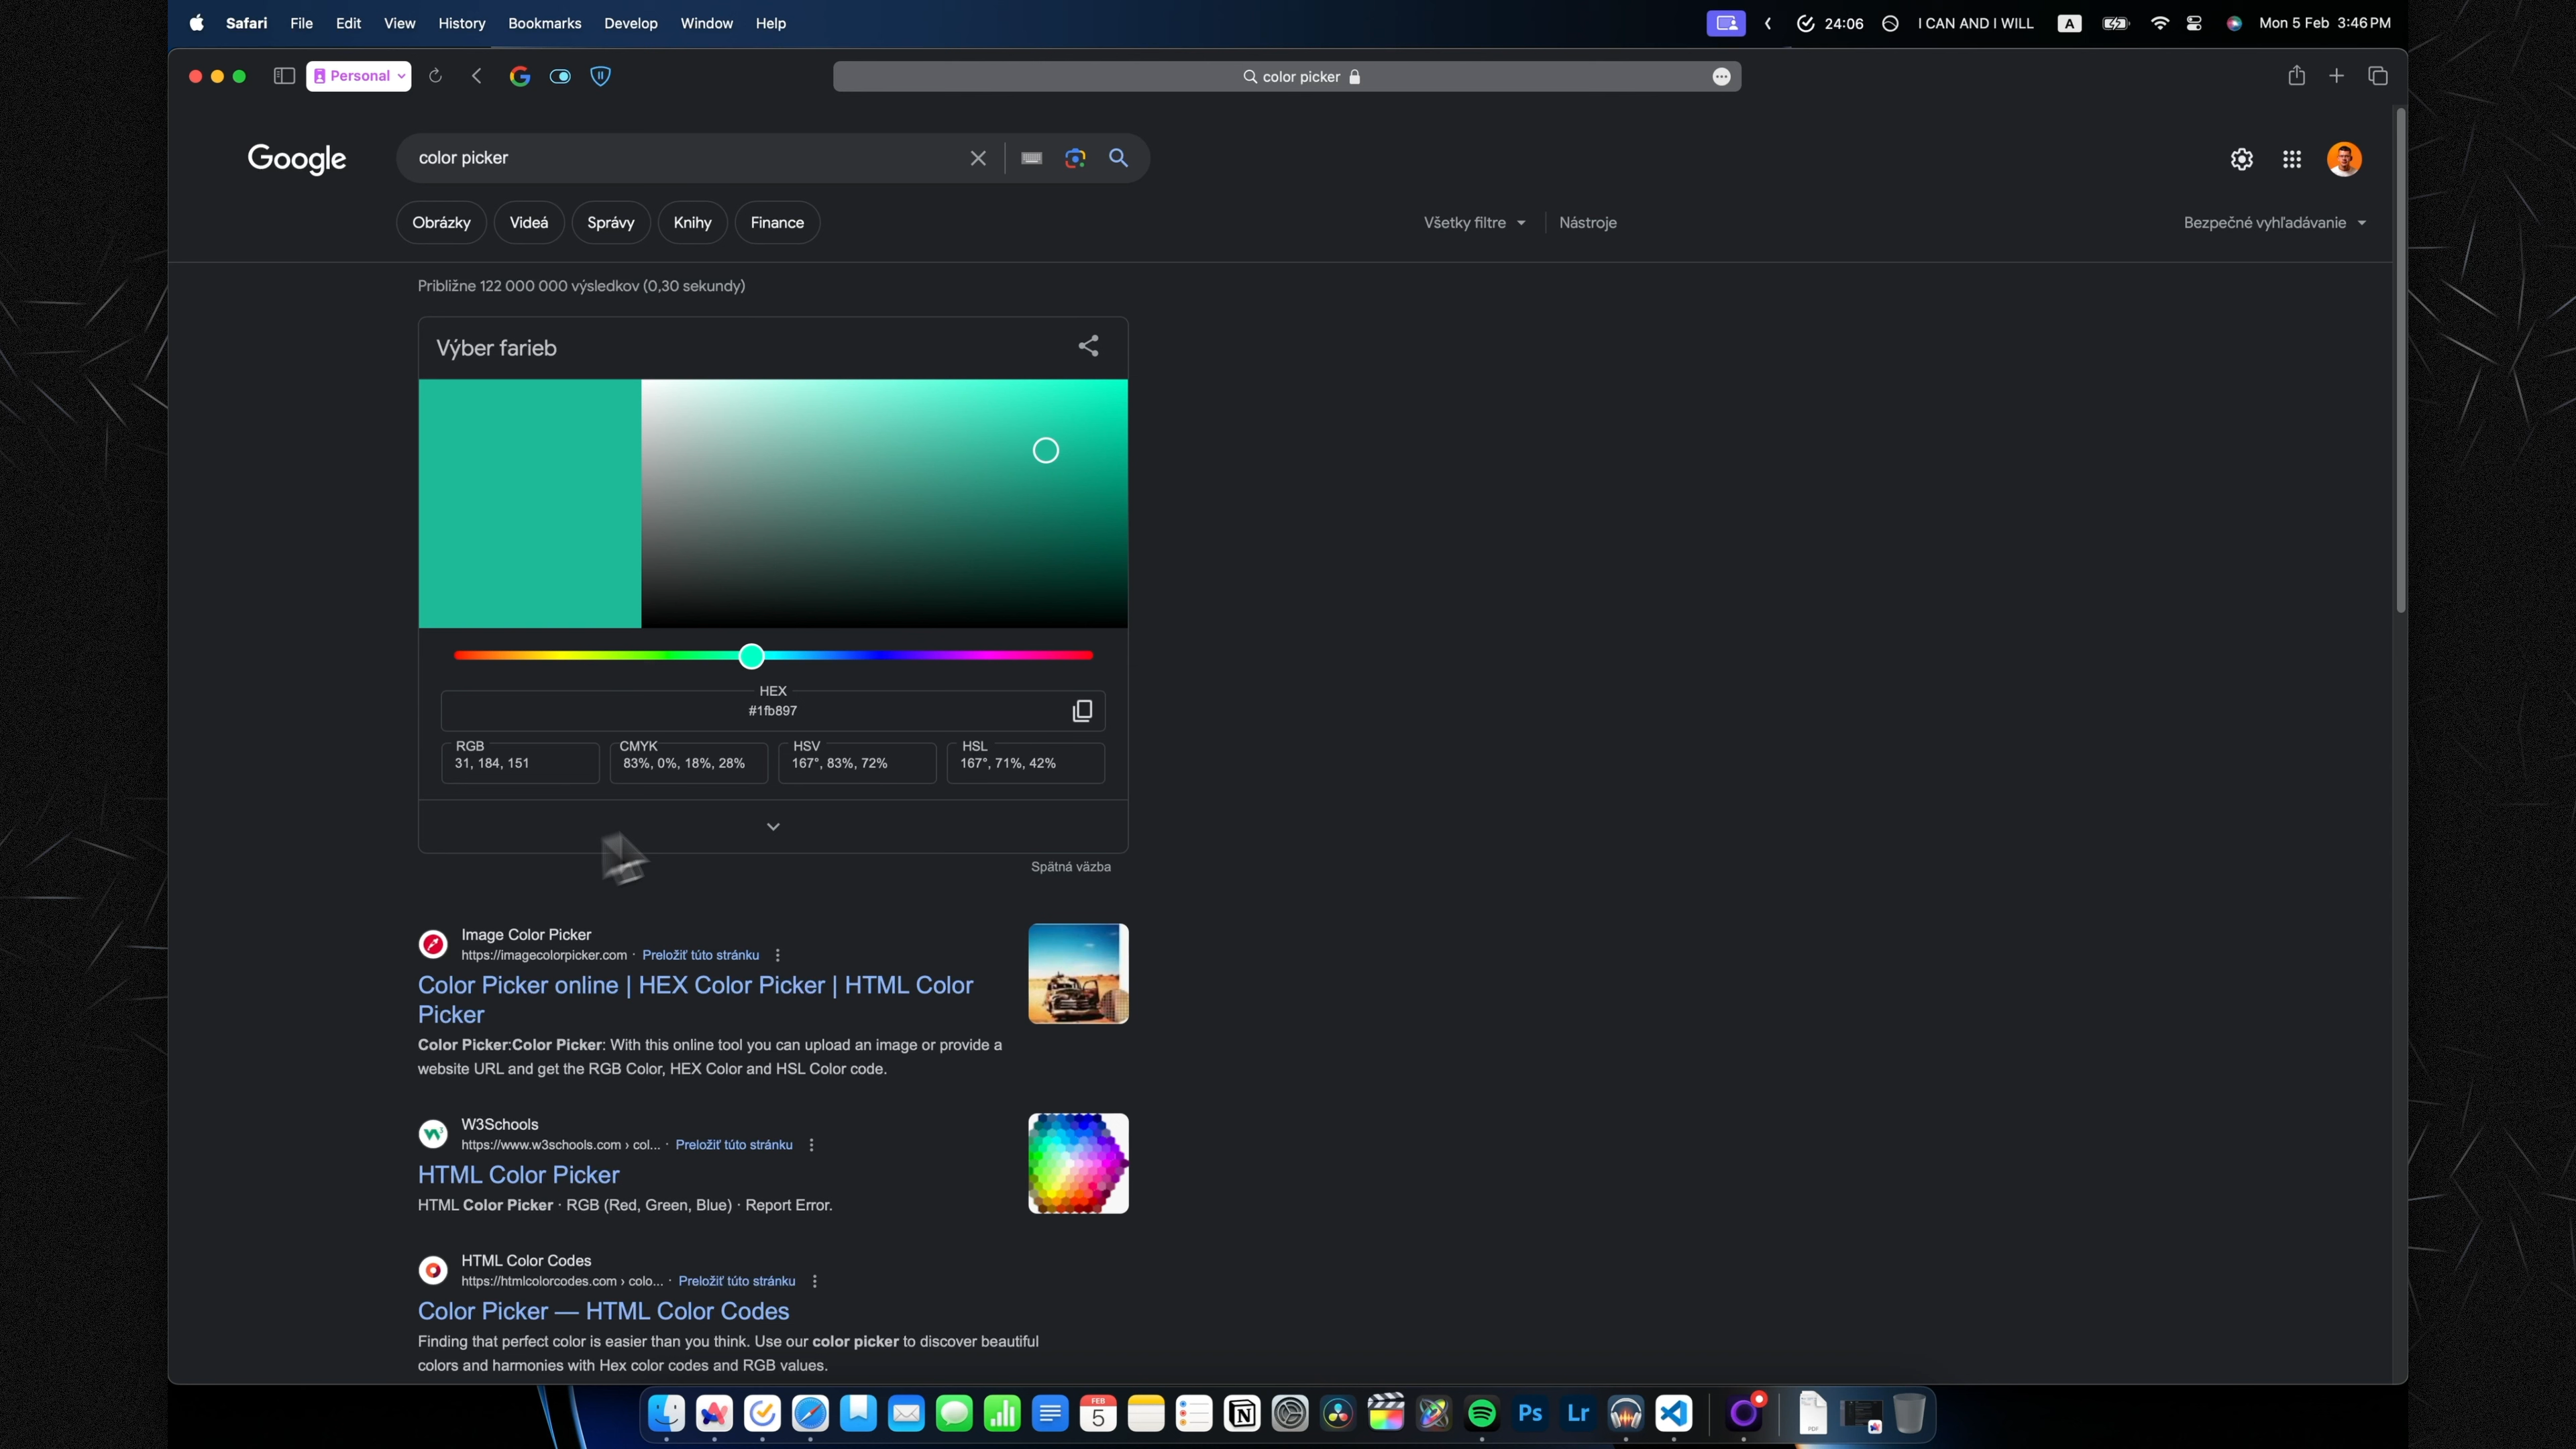 Safari File Edit View History Bookmarks Develop Window Help 24:06 I CAN AND I WILL A Mon 5 Feb 3:46 PM
Personal color picker
Google color picker
Obrázky Videá Správy Knihy Finance Všetky filtre Nástroje Bezpečné vyhľadávanie
Približne 122 000 000 výsledkov (0,30 sekundy)
Výber farieb
HEX
#1fb897
RGB CMYK HSV HSL
31, 184, 151 83%, 0%, 18%, 28% 167°, 83%, 72% 167°, 71%, 42%
Spätná väzba
Image Color Picker
https://imagecolorpicker.com · Preložiť túto stránku
Color Picker online | HEX Color Picker | HTML Color
Picker
Color Picker:Color Picker: With this online tool you can upload an image or provide a
website URL and get the RGB Color, HEX Color and HSL Color code.
W3Schools
https://www.w3schools.com › col... · Preložiť túto stránku
HTML Color Picker
HTML Color Picker · RGB (Red, Green, Blue) · Report Error.
HTML Color Codes
https://htmlcolorcodes.com › colo... · Preložiť túto stránku
Color Picker — HTML Color Codes
Finding that perfect color is easier than you think. Use our color picker to discover beautiful
colors and harmonies with Hex color codes and RGB values.
FEB
5
Ps Lr
PDF